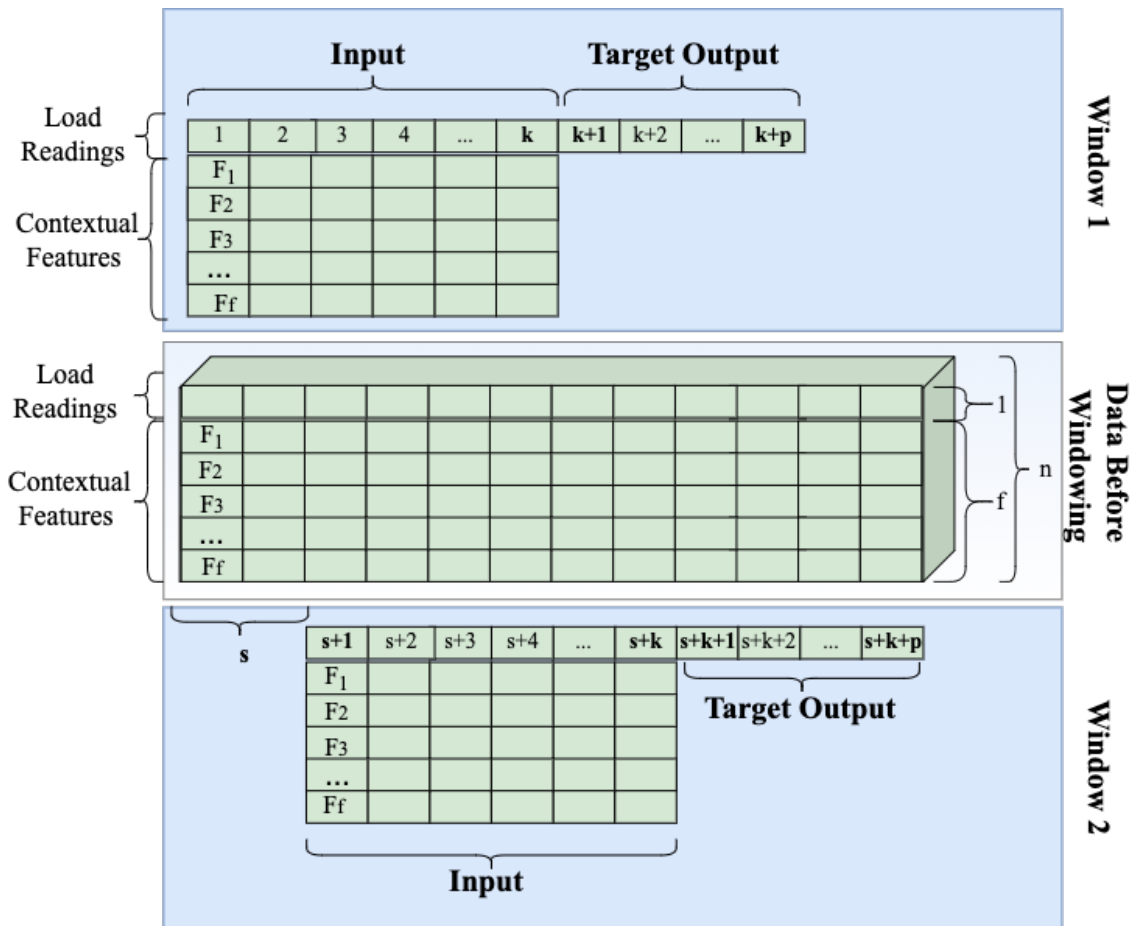 Input Target Output
Load
Readings
1 2 3 4 ... k k+1 k+2 ... k+p
Contextual
Features
F1
F2
F3
...
Ff
Window 1
Load
Readings
Contextual
Features
F1
F2
F3
...
Ff
1
f
n
Data Before
Windowing
s
s+1 s+2 s+3 s+4 ... s+k s+k+1 s+k+2 ... s+k+p
F1
F2
F3
...
Ff
Target Output
Input
Window 2